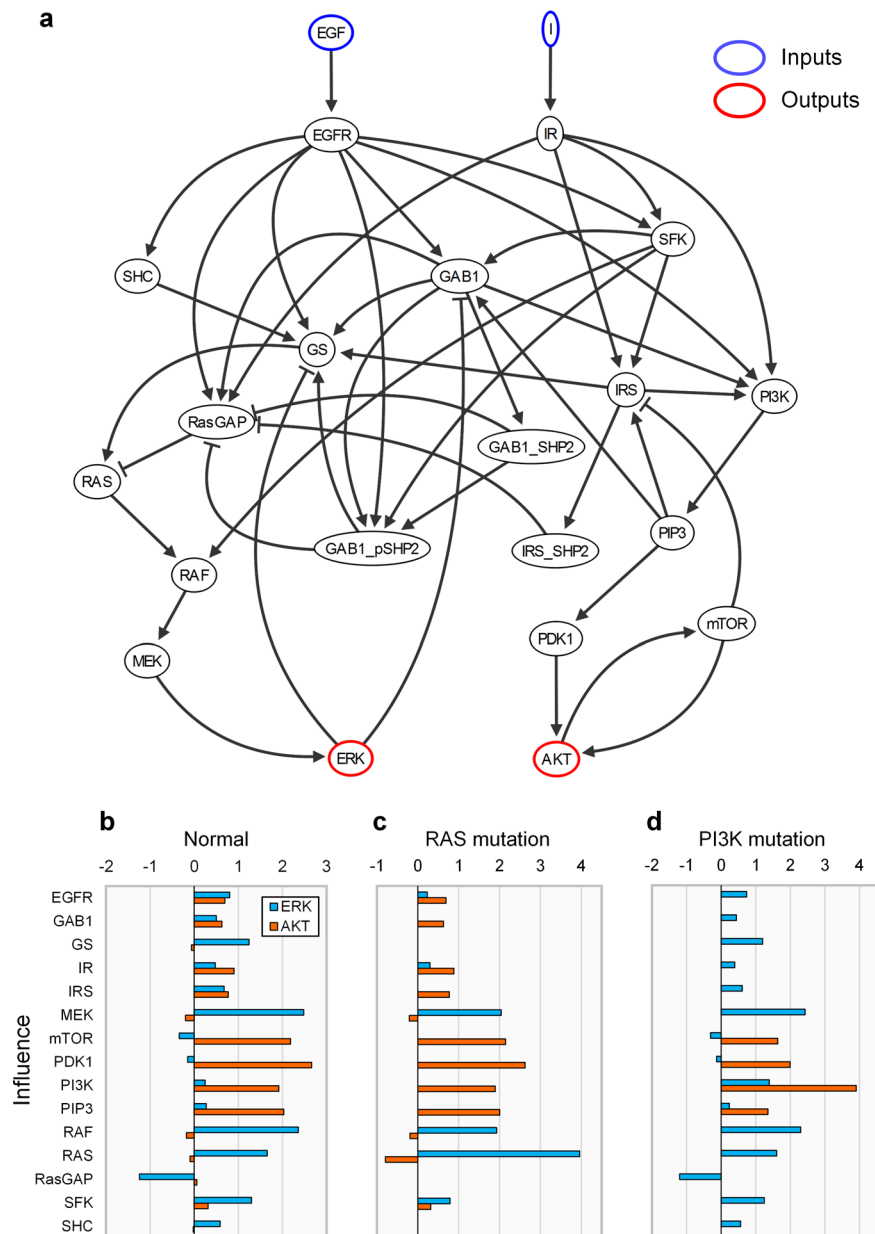 a
EGF
I
Inputs
Outputs
EGFR
IR
SFK
SHC
GAB1
GS
IRS
PI3K
RasGAP
GAB1_SHP2
RAS
PIP3
GAB1_pSHP2
IRS_SHP2
RAF
mTOR
PDK1
MEK
ERK
AKT
b Normal
c RAS mutation
d PI3K mutation
-2 -1 0 1 2 3
-1 0 1 2 3 4
-2 -1 0 1 2 3 4
Influence
EGFR
GAB1
GS
IR
IRS
MEK
mTOR
PDK1
PI3K
PIP3
RAF
RAS
RasGAP
SFK
SHC
ERK
AKT